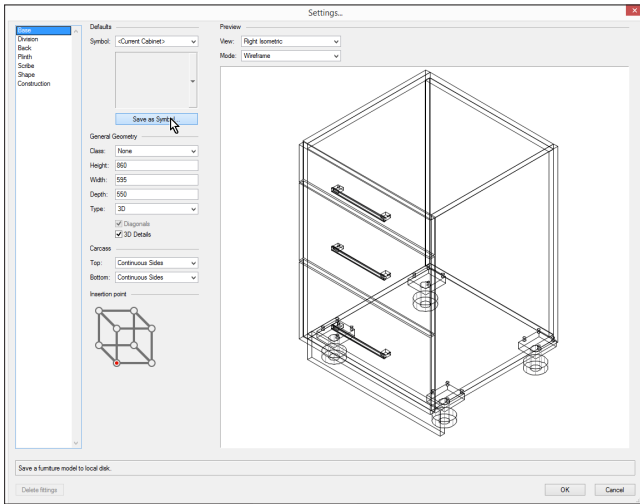 Settings...
Base
Division
Back
Plinth
Scribe
Shape
Construction
Defaults
Symbol: <Current Cabinet>
Save as Symbol...
General Geometry
Class: None
Height: 860
Width: 595
Depth: 550
Type: 3D
Diagonals
3D Details
Carcass
Top: Continuous Sides
Bottom: Continuous Sides
Insertion point
Preview
View: Right Isometric
Mode: Wireframe
Save a furniture model to local disk.
Delete fittings
OK
Cancel